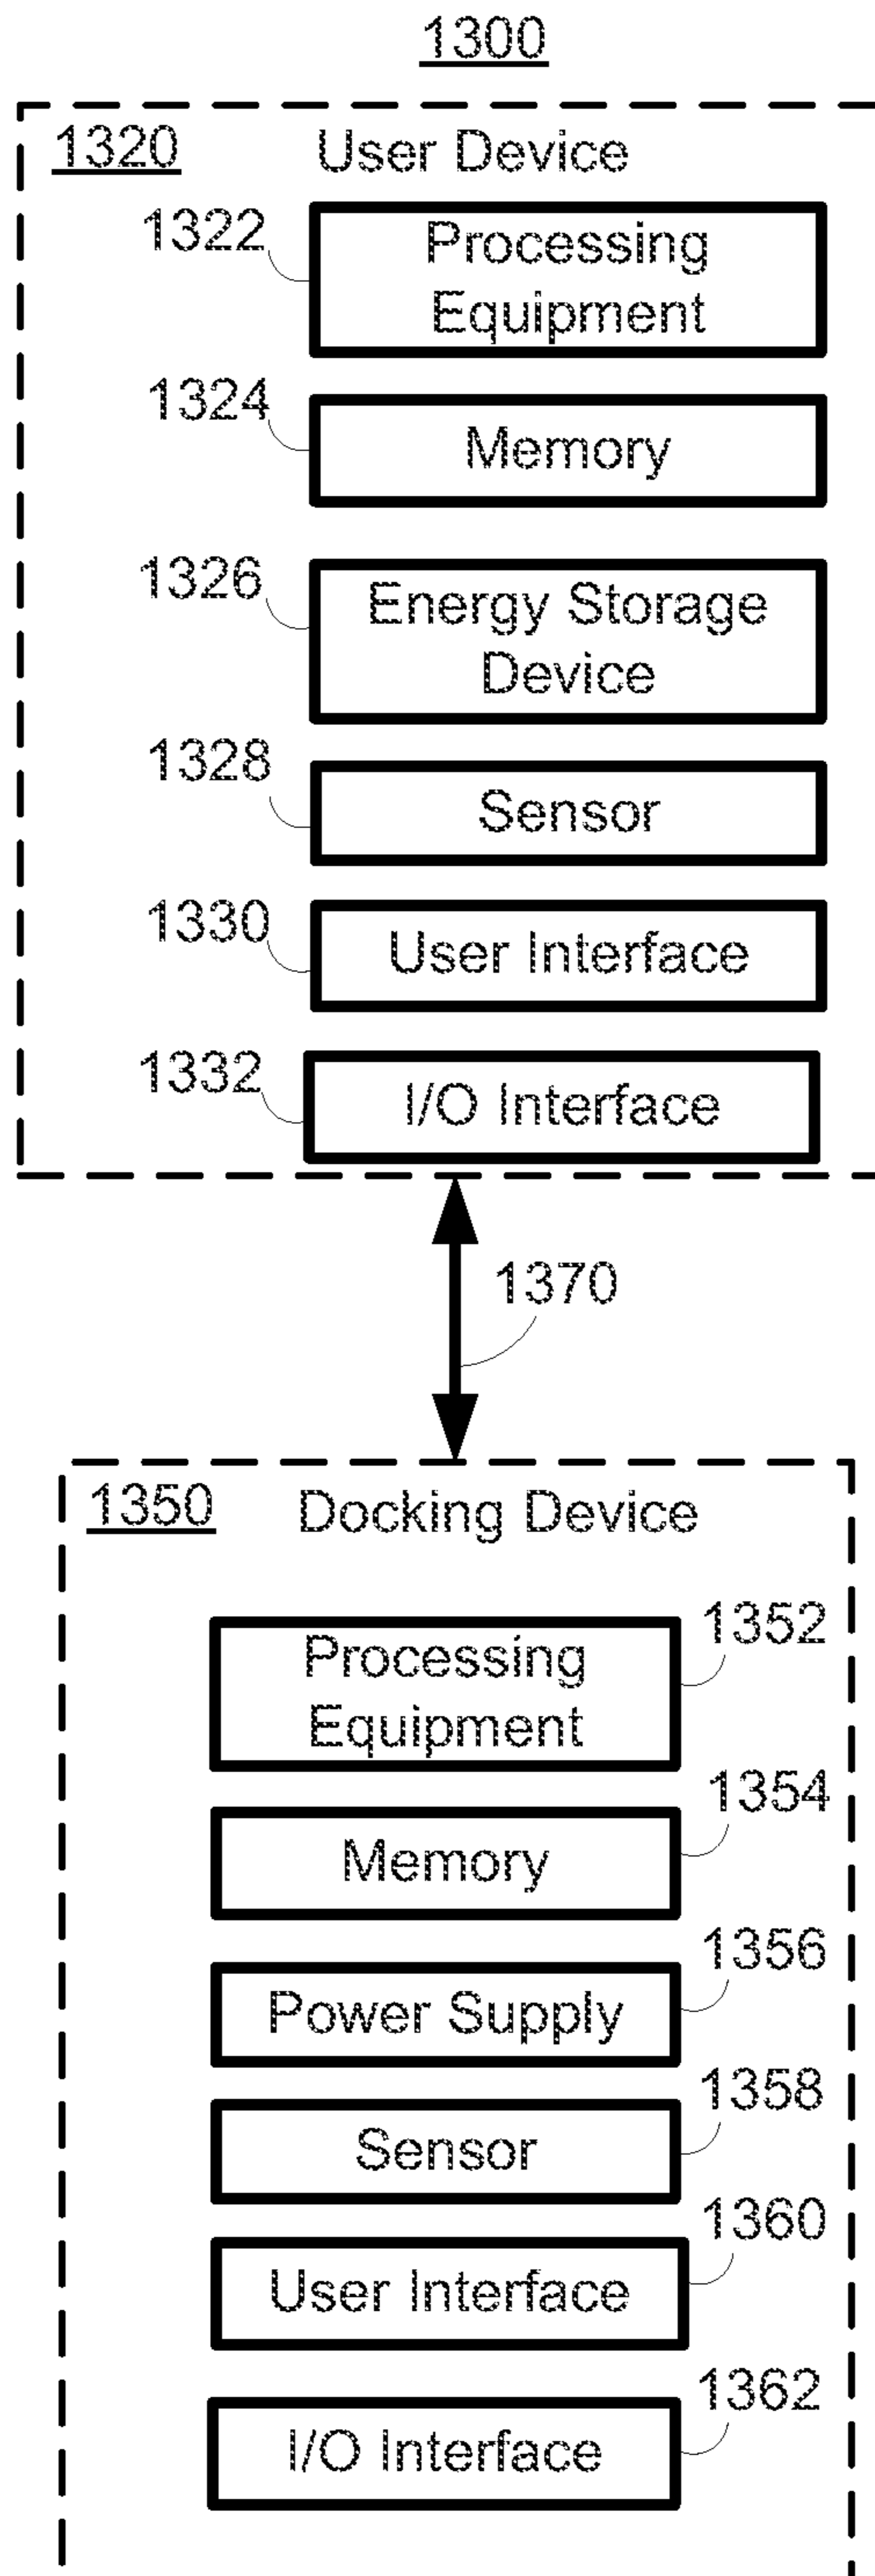 1300
1320 User Device
1322 Processing
Equipment
1324 Memory
1326 Energy Storage
Device
1328 Sensor
1330 User Interface
1332 I/O Interface
1370
1350 Docking Device
Processing 1352
Equipment
Memory 1354
Power Supply 1356
Sensor 1358
User Interface 1360
I/O Interface 1362